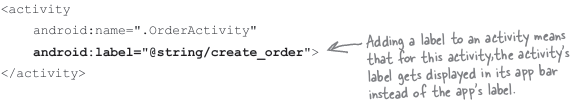 <activity
android:name=".OrderActivity"
android:label="@string/create_order">
</activity>
Adding a label to an activity means
that for this activity,the activity's
label gets displayed in its app bar
instead of the app's label.